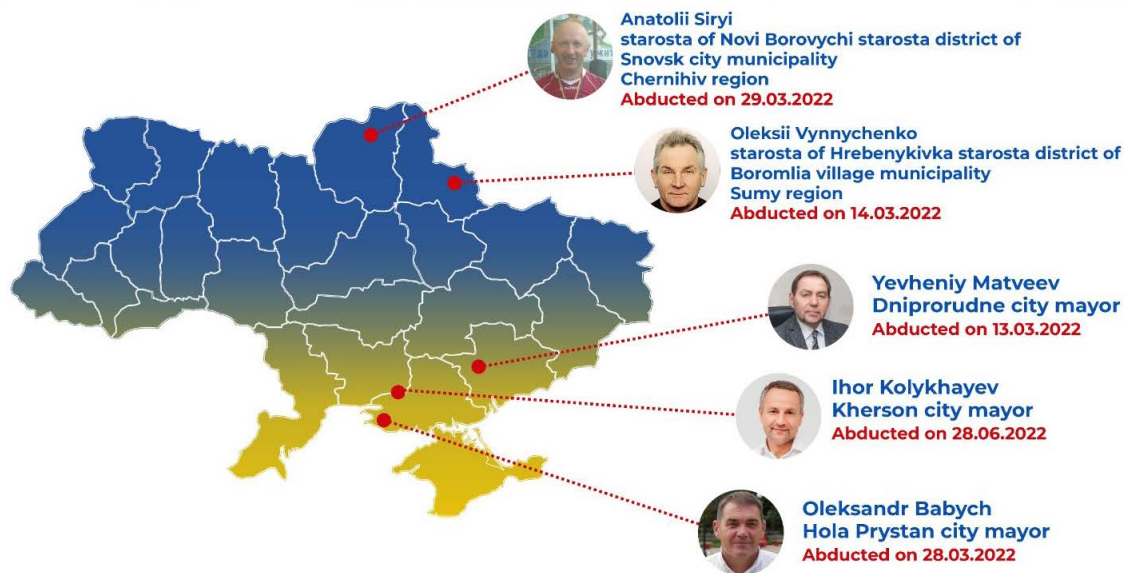 Anatolii Siryi
starosta of Novi Borovychi starosta district of
Snovsk city municipality
Chernihiv region
Abducted on 29.03.2022
Oleksii Vynnychenko
starosta of Hrebenykivka starosta district of
Boromlia village municipality
Sumy region
Abducted on 14.03.2022
Yevheniy Matveev
Dniprorudne city mayor
Abducted on 13.03.2022
Ihor Kolykhayev
Kherson city mayor
Abducted on 28.06.2022
Oleksandr Babych
Hola Prystan city mayor
Abducted on 28.03.2022